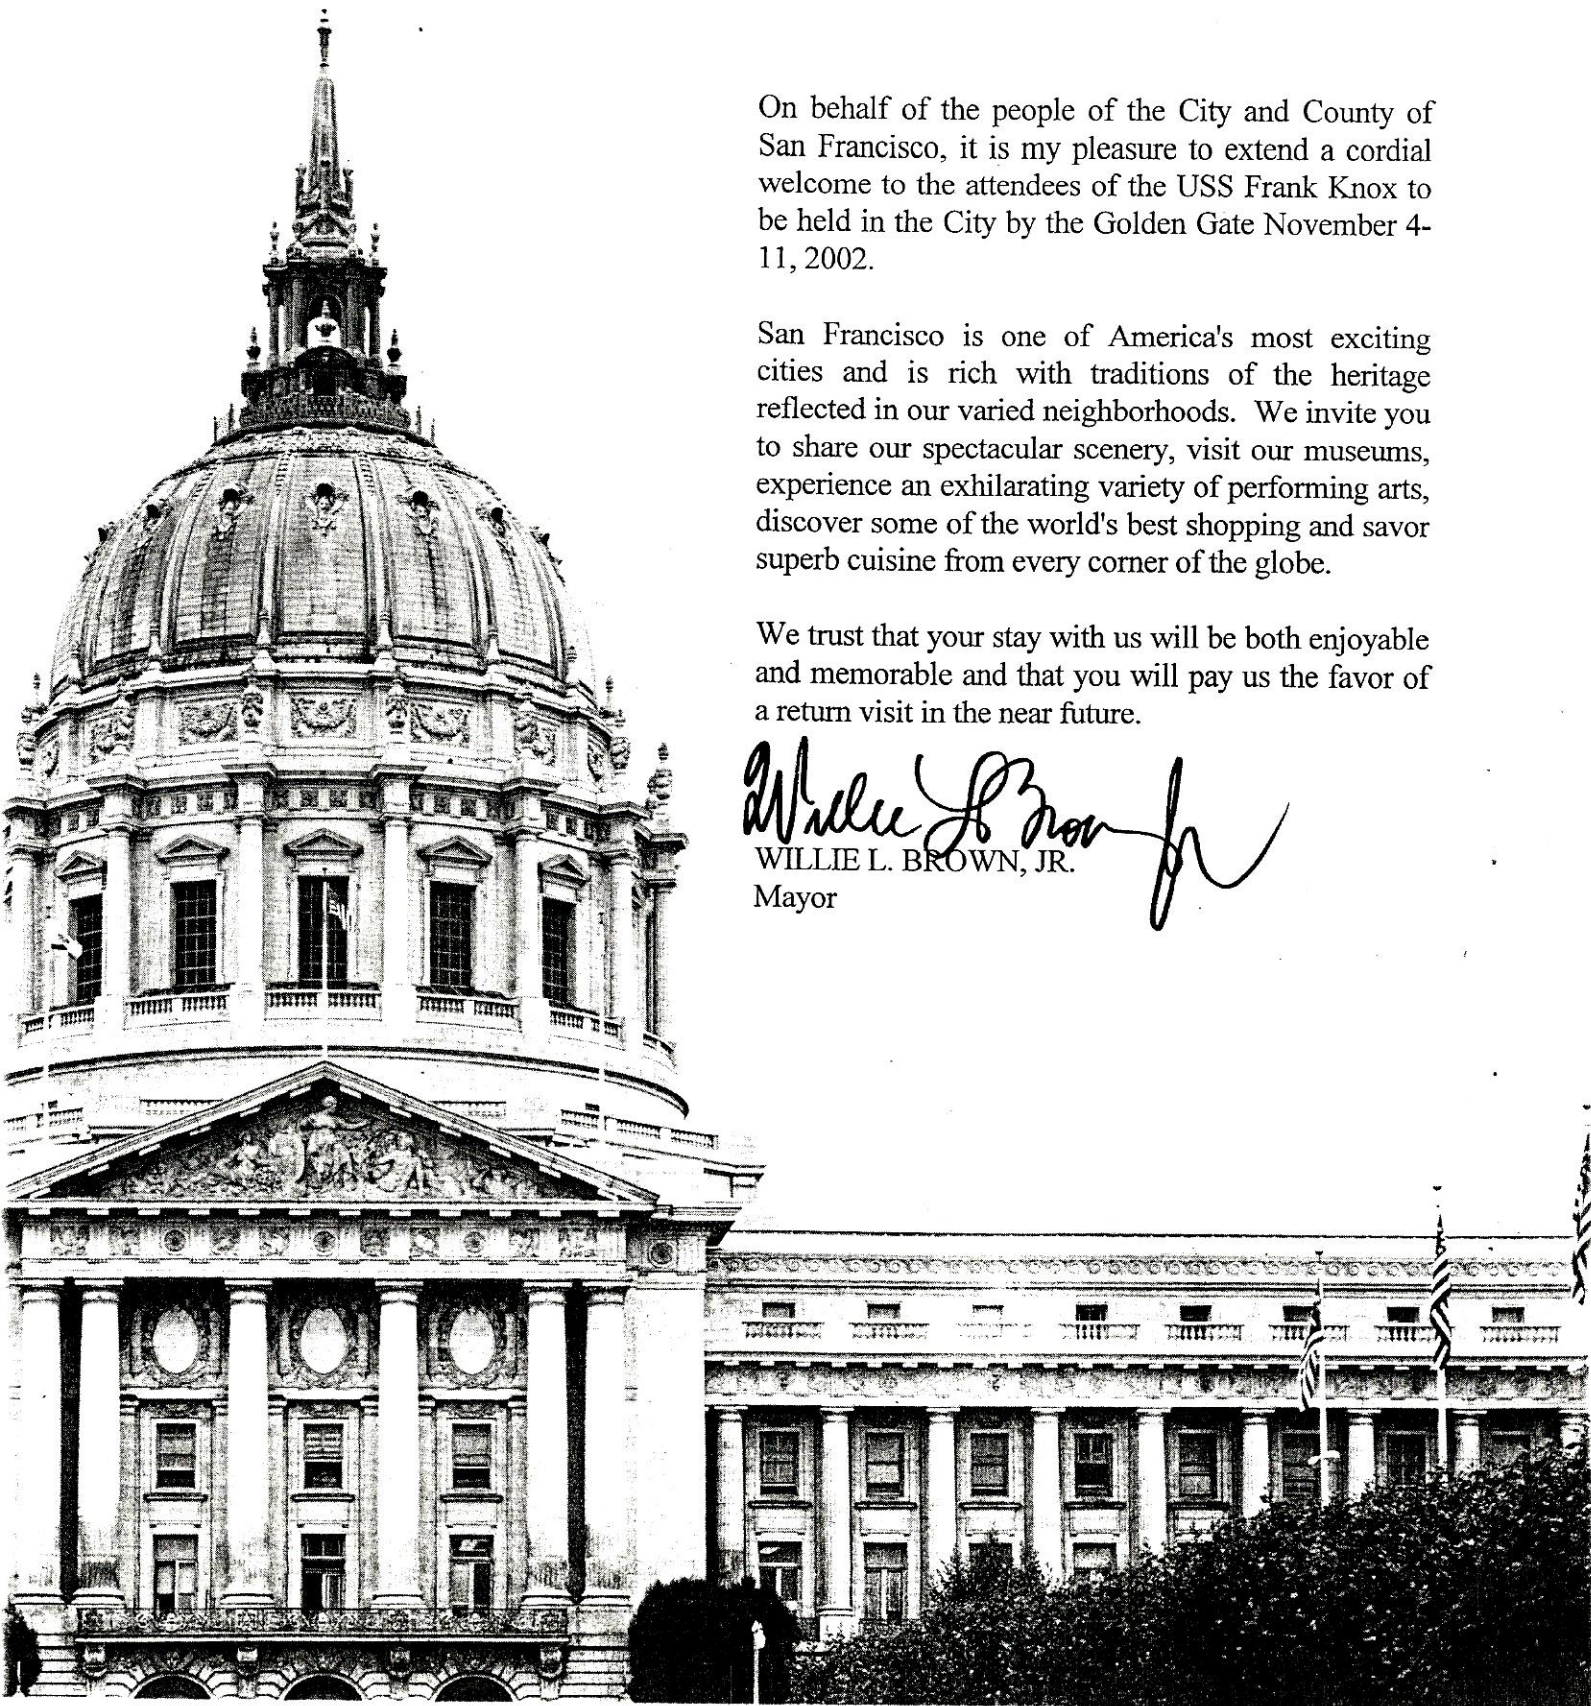 On behalf of the people of the City and County of
San Francisco, it is my pleasure to extend a cordial
welcome to the attendees of the USS Frank Knox to
be held in the City by the Golden Gate November 4-
11, 2002.
San Francisco is one of America's most exciting
cities and is rich with traditions of the heritage
reflected in our varied neighborhoods. We invite you
to share our spectacular scenery, visit our museums,
experience an exhilarating variety of performing arts,
discover some of the world's best shopping and savor
superb cuisine from every corner of the globe.
We trust that your stay with us will be both enjoyable
and memorable and that you will pay us the favor of
a return visit in the near future.
Willie L Brown Jr
WILLIE L. BROWN, JR.
Mayor